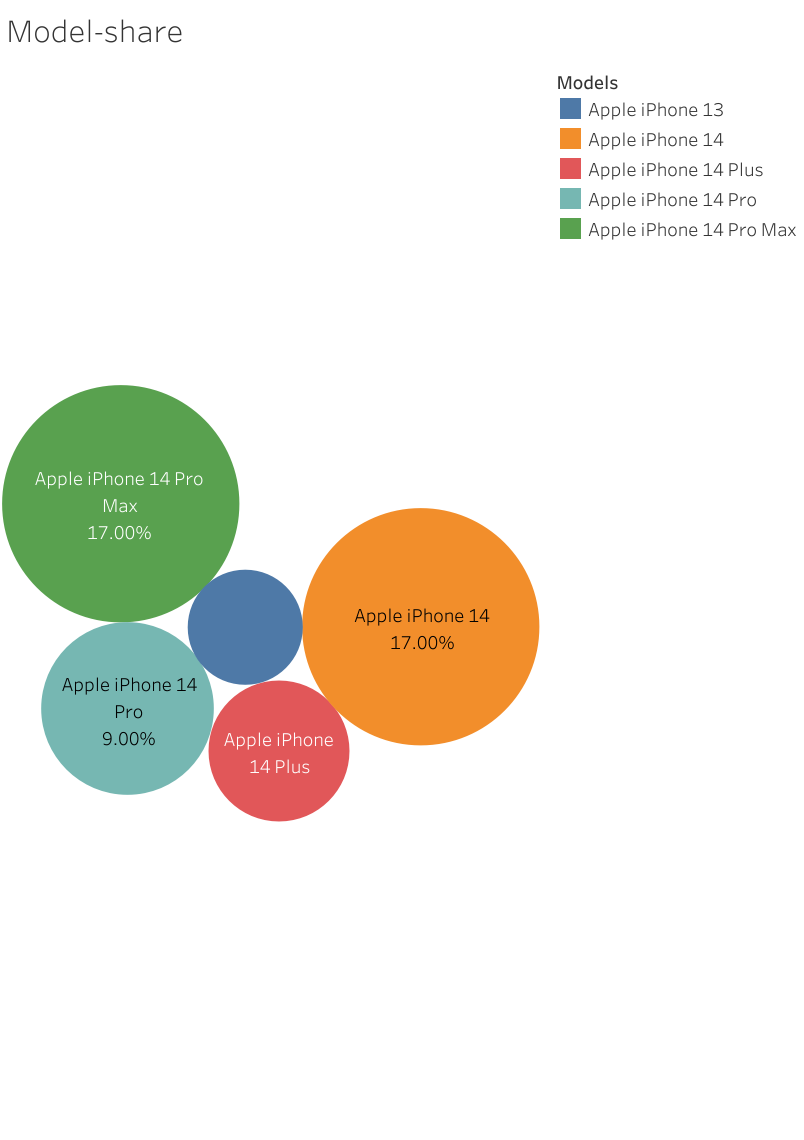 Model-share
Models
Apple iPhone 13
Apple iPhone 14
Apple iPhone 14 Plus
Apple iPhone 14 Pro
Apple iPhone 14 Pro Max
Apple iPhone 14 Pro
Max
17.00%
Apple iPhone 14
17.00%
Apple iPhone 14
Pro
9.00%
Apple iPhone
14 Plus